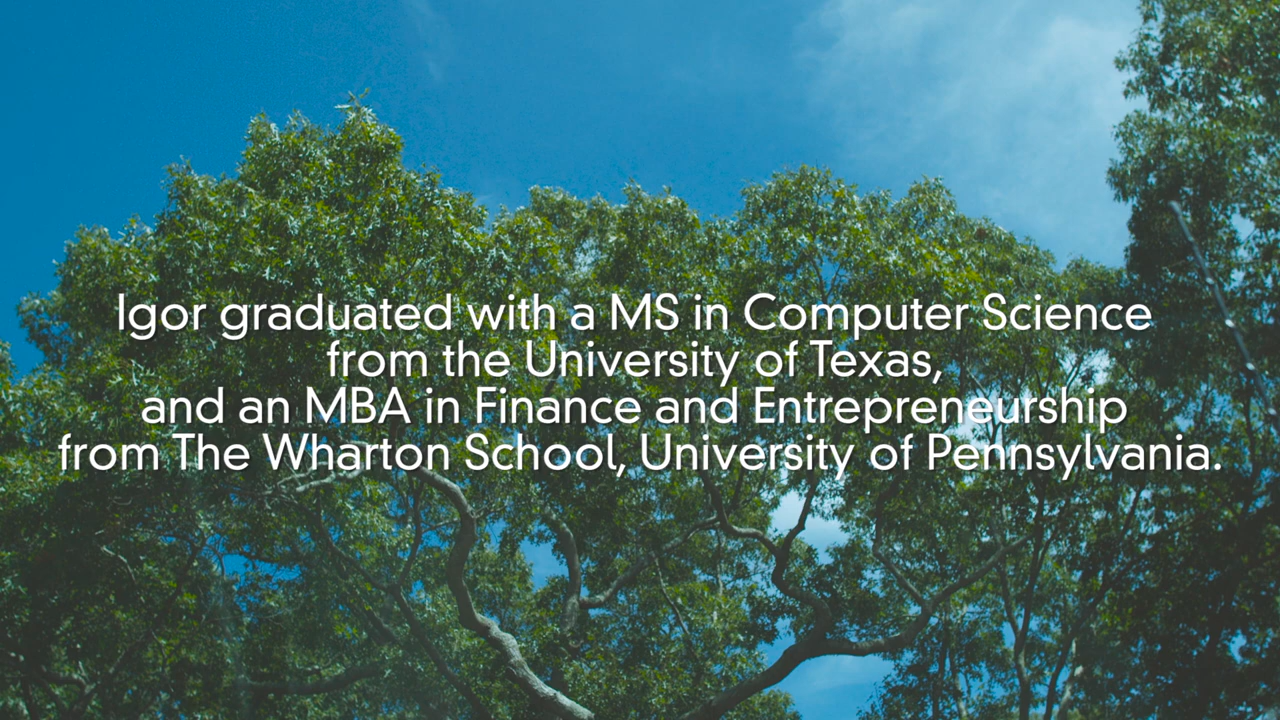 Igor graduated with a MS in Computer Science
from the University of Texas,
and an MBA in Finance and Entrepreneurship
from The Wharton School, University of Pennsylvania.